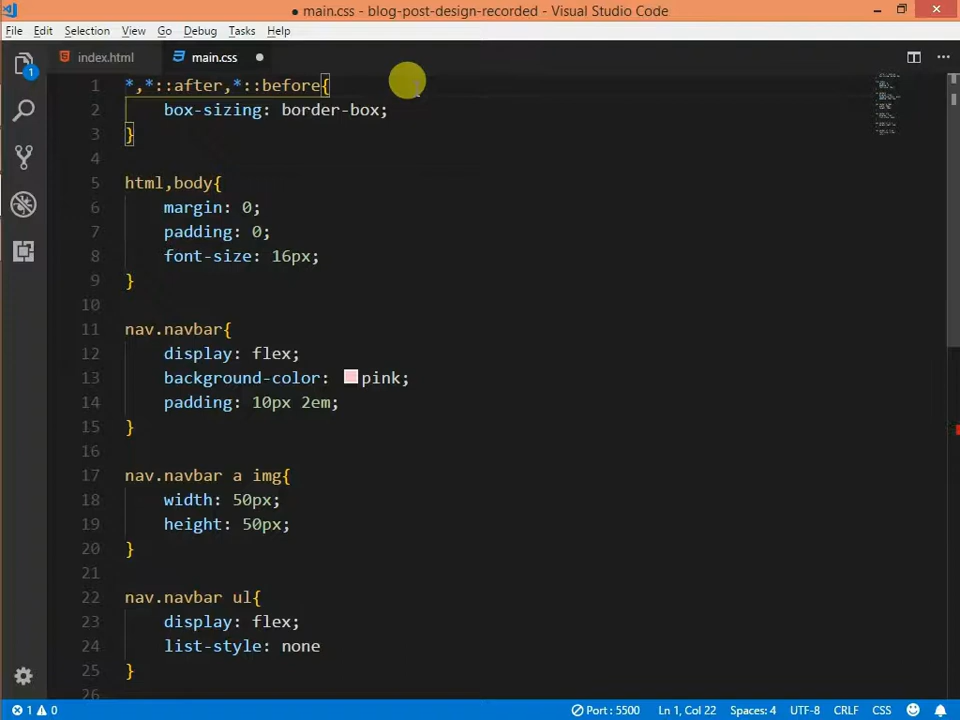 ● main.css - blog-post-design-recorded - Visual Studio Code
File Edit Selection View Go Debug Tasks Help
index.html main.css ●
1 *,*::after,*::before{
2 box-sizing: border-box;
3 }
4
5 html,body{
6 margin: 0;
7 padding: 0;
8 font-size: 16px;
9 }
10
11 nav.navbar{
12 display: flex;
13 background-color: pink;
14 padding: 10px 2em;
15 }
16
17 nav.navbar a img{
18 width: 50px;
19 height: 50px;
20 }
21
22 nav.navbar ul{
23 display: flex;
24 list-style: none
25 }
26
1
1 0 Port : 5500 Ln 1, Col 22 Spaces: 4 UTF-8 CRLF CSS